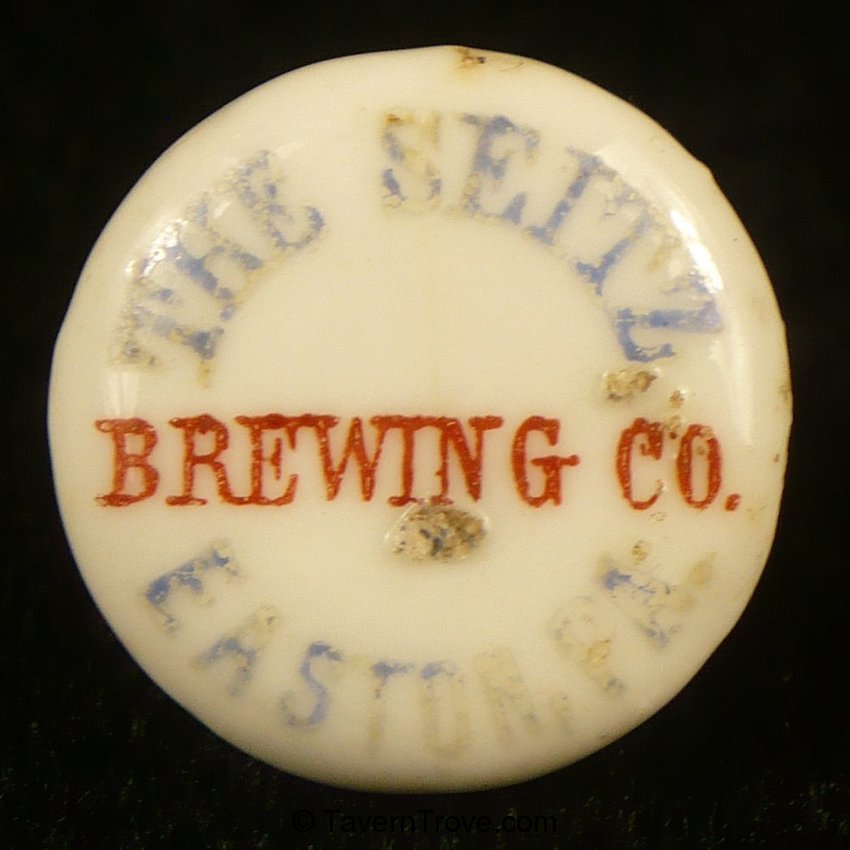 THE SEITZ
BREWING CO.
EASTON, PA.
© TavernTrove.com